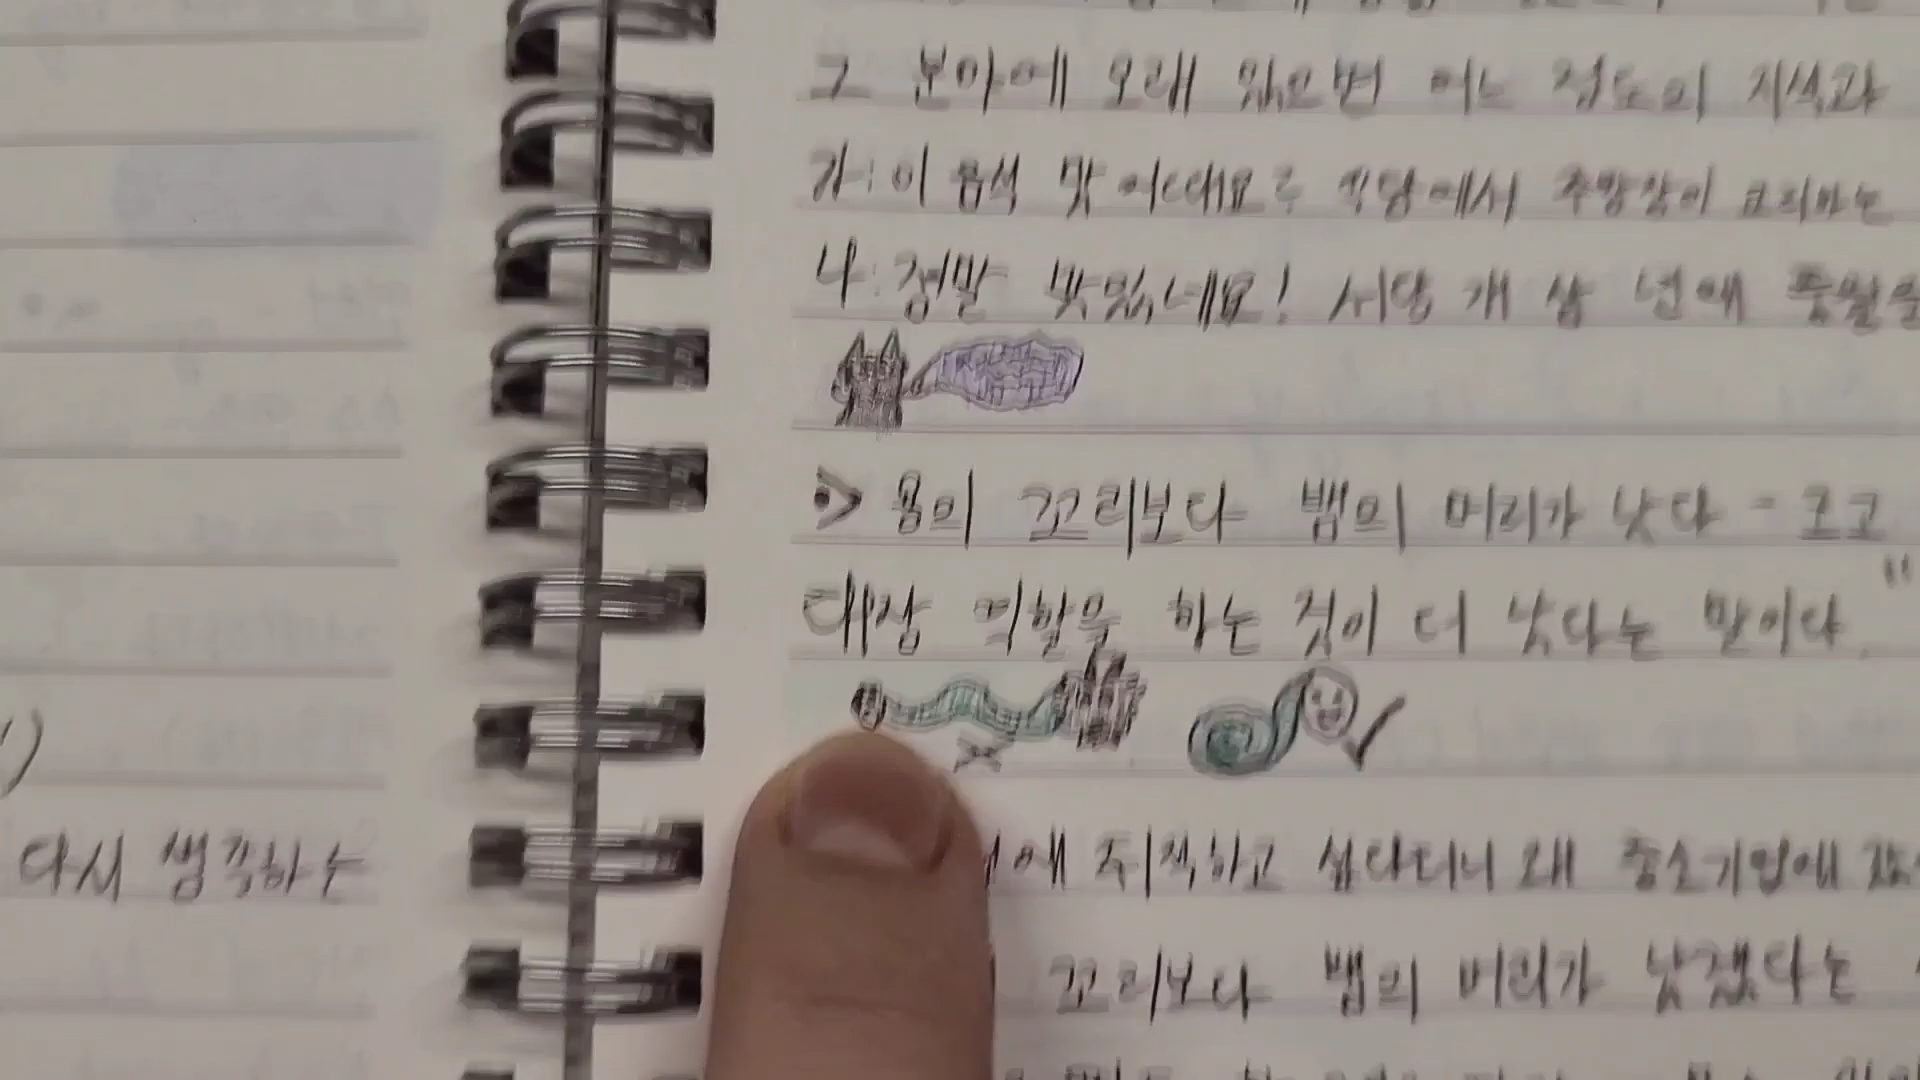 그 분야에 오래 있으면 어느 정도의 지식과
가: 이 음식 맛 어때요? 식당에서 주방장이 요리하는
나: 정말 맛있네요! 서당 개 삼 년에 풍월을
용의 꼬리보다 뱀의 머리가 낫다 - 크고
대장 역할을 하는 것이 더 낫다는 말이다.
다시 생각하는
에 취직하고 싶다더니 왜 중소기업에
꼬리보다 뱀의 머리가 낫겠다는